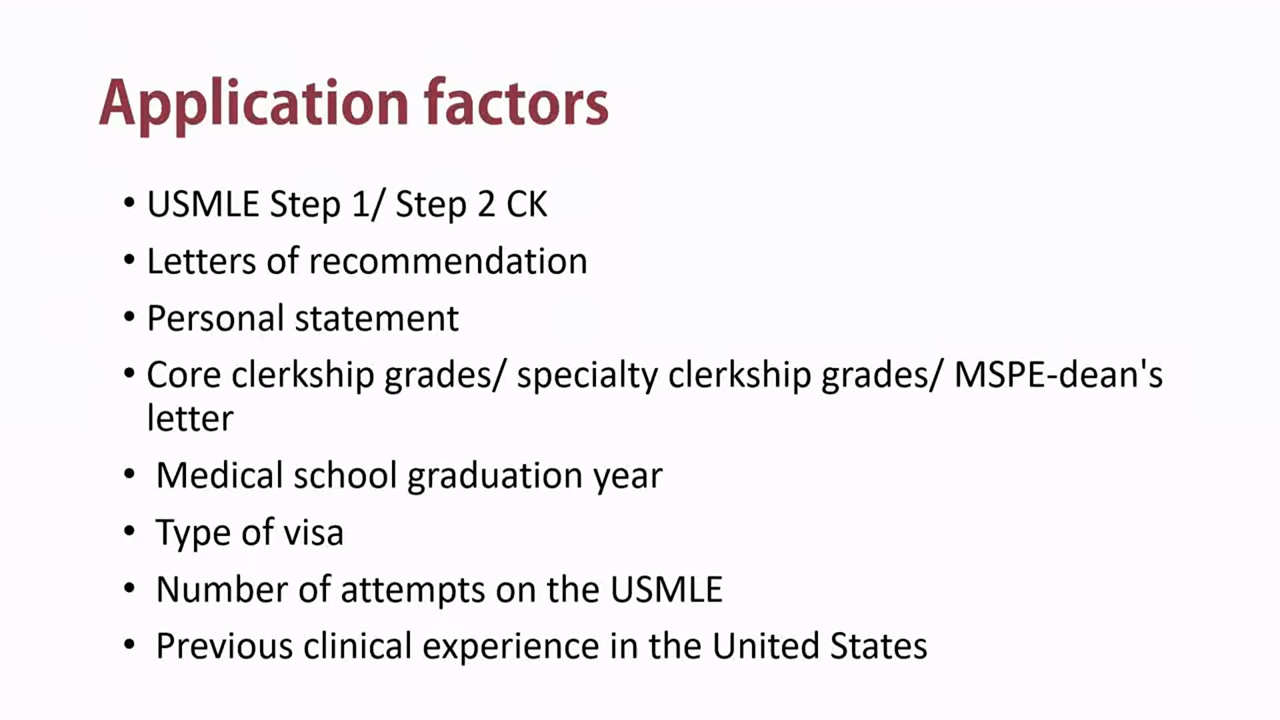 Application factors
• USMLE Step 1/ Step 2 CK
• Letters of recommendation
• Personal statement
• Core clerkship grades/ specialty clerkship grades/ MSPE-dean's
letter
• Medical school graduation year
• Type of visa
• Number of attempts on the USMLE
• Previous clinical experience in the United States